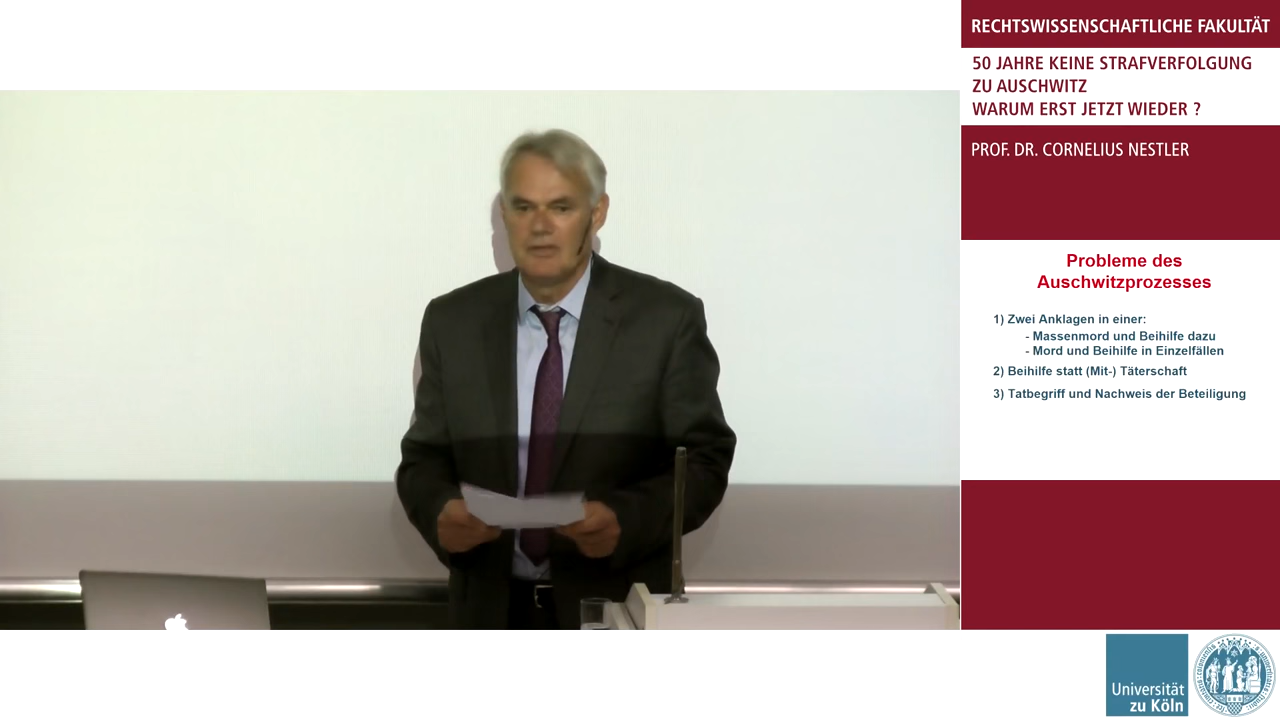 RECHTSWISSENSCHAFTLICHE FAKULTÄT
50 JAHRE KEINE STRAFVERFOLGUNG
ZU AUSCHWITZ
WARUM ERST JETZT WIEDER ?
PROF. DR. CORNELIUS NESTLER
Probleme des
Auschwitzprozesses
1) Zwei Anklagen in einer:
- Massenmord und Beihilfe dazu
- Mord und Beihilfe in Einzelfällen
2) Beihilfe statt (Mit-) Täterschaft
3) Tatbegriff und Nachweis der Beteiligung
Universität
zu Köln